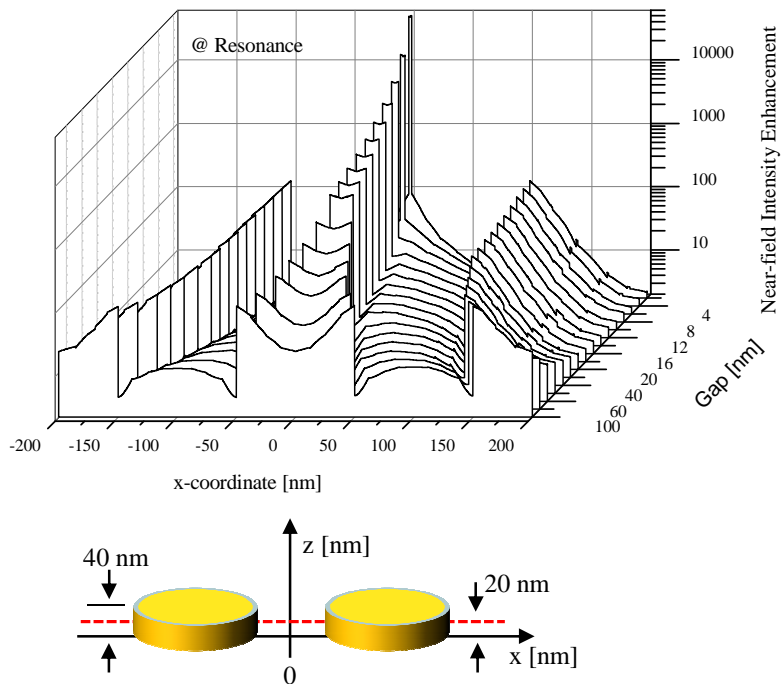 @ Resonance
10000
1000
100
10
Near-field Intensity Enhancement
4
8
12
16
20
40
60
100
Gap [nm]
-200 -150 -100 -50 0 50 100 150 200
x-coordinate [nm]
z [nm]
40 nm
20 nm
x [nm]
0